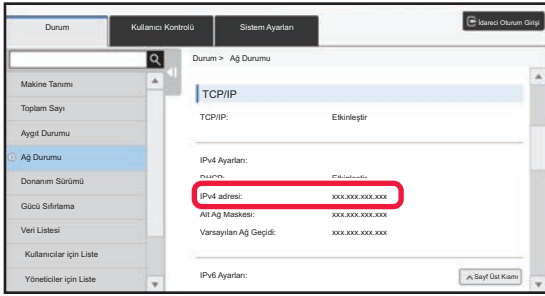 Durum
Kullanıcı Kontrolü
Sistem Ayarları
İdareci Oturum Girişi
Durum > Ağ Durumu
Makine Tanımı
Toplam Sayı
Aygıt Durumu
Ağ Durumu
Donanım Sürümü
Gücü Sıfırlama
Veri Listesi
Kullanıcılar için Liste
Yöneticiler için Liste
TCP/IP
TCP/IP: Etkinleştir
IPv4 Ayarları:
DHCP: Etkinleştir
IPv4 adresi: xxx.xxx.xxx.xxx
Alt Ağ Maskesi: xxx.xxx.xxx.xxx
Varsayılan Ağ Geçidi: xxx.xxx.xxx.xxx
IPv6 Ayarları:
Sayf Üst Kısmı